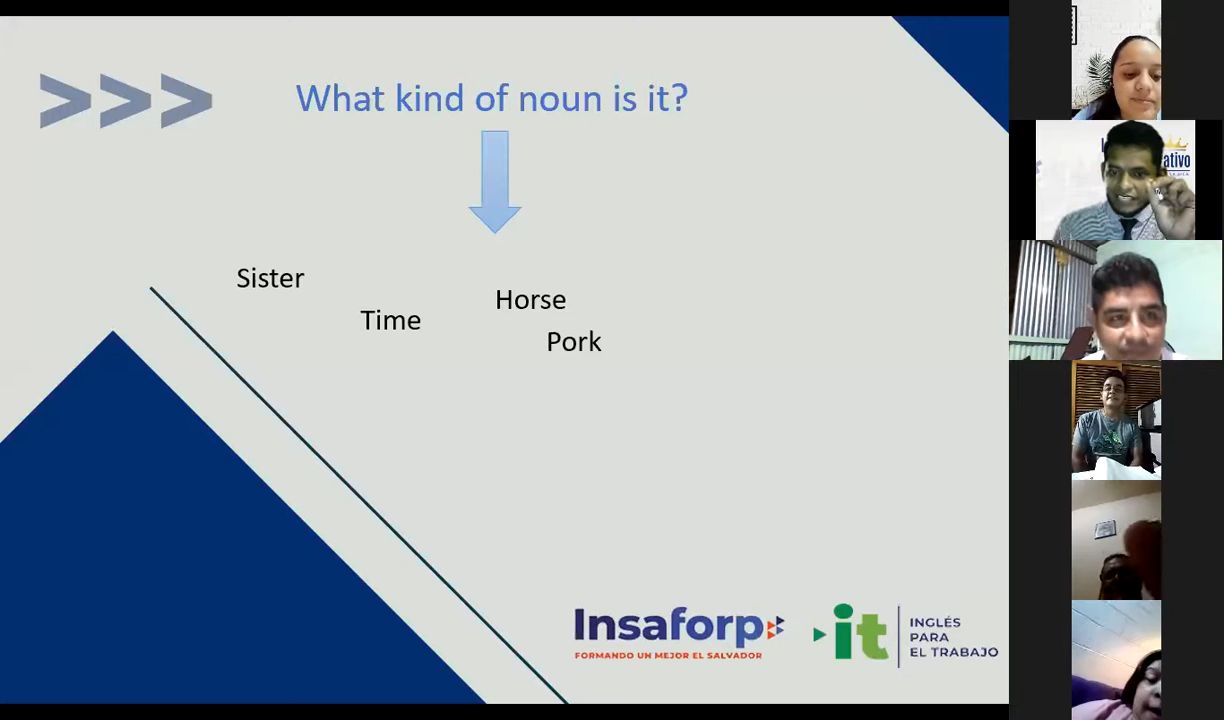 >>> What kind of noun is it?
Sister
Horse
Time
Pork
Insaforp
FORMANDO UN MEJOR EL SALVADOR
it
INGLÉS
PARA
EL TRABAJO
ativo